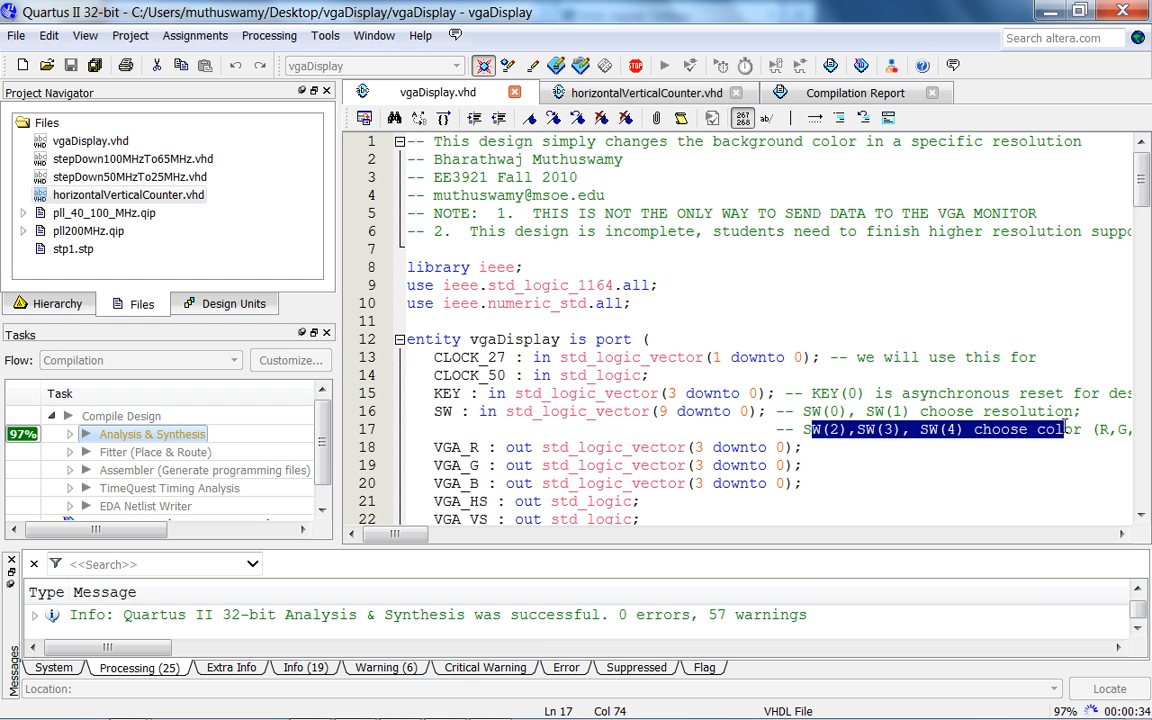 Quartus II 32-bit - C:/Users/muthuswamy/Desktop/vgaDisplay/vgaDisplay - vgaDisplay
File Edit View Project Assignments Processing Tools Window Help
Search altera.com
vgaDisplay
Project Navigator
Files
vgaDisplay.vhd
stepDown100MHzTo65MHz.vhd
stepDown50MHzTo25MHz.vhd
horizontalVerticalCounter.vhd
pll_40_100_MHz.qip
pll200MHz.qip
stp1.stp
Hierarchy Files Design Units
Tasks
Flow: Compilation Customize...
Task
Compile Design
97% Analysis & Synthesis
Fitter (Place & Route)
Assembler (Generate programming files)
TimeQuest Timing Analysis
EDA Netlist Writer
vgaDisplay.vhd horizontalVerticalCounter.vhd Compilation Report
267 268 ab/
1 -- This design simply changes the background color in a specific resolution
2 -- Bharathwaj Muthuswamy
3 -- EE3921 Fall 2010
4 -- muthuswamy@msoe.edu
5 -- NOTE: 1. THIS IS NOT THE ONLY WAY TO SEND DATA TO THE VGA MONITOR
6 -- 2. This design is incomplete, students need to finish higher resolution suppo
7
8 library ieee;
9 use ieee.std_logic_1164.all;
10 use ieee.numeric_std.all;
11
12 entity vgaDisplay is port (
13 CLOCK_27 : in std_logic_vector(1 downto 0); -- we will use this for
14 CLOCK_50 : in std_logic;
15 KEY : in std_logic_vector(3 downto 0); -- KEY(0) is asynchronous reset for des
16 SW : in std_logic_vector(9 downto 0); -- SW(0), SW(1) choose resolution;
17 -- SW(2),SW(3), SW(4) choose color (R,G,
18 VGA_R : out std_logic_vector(3 downto 0);
19 VGA_G : out std_logic_vector(3 downto 0);
20 VGA_B : out std_logic_vector(3 downto 0);
21 VGA_HS : out std_logic;
22 VGA_VS : out std_logic;
<<Search>>
Type Message
Info: Quartus II 32-bit Analysis & Synthesis was successful. 0 errors, 57 warnings
System Processing (25) Extra Info Info (19) Warning (6) Critical Warning Error Suppressed Flag
Messages
Location: Locate
Ln 17 Col 74 VHDL File 97% 00:00:34